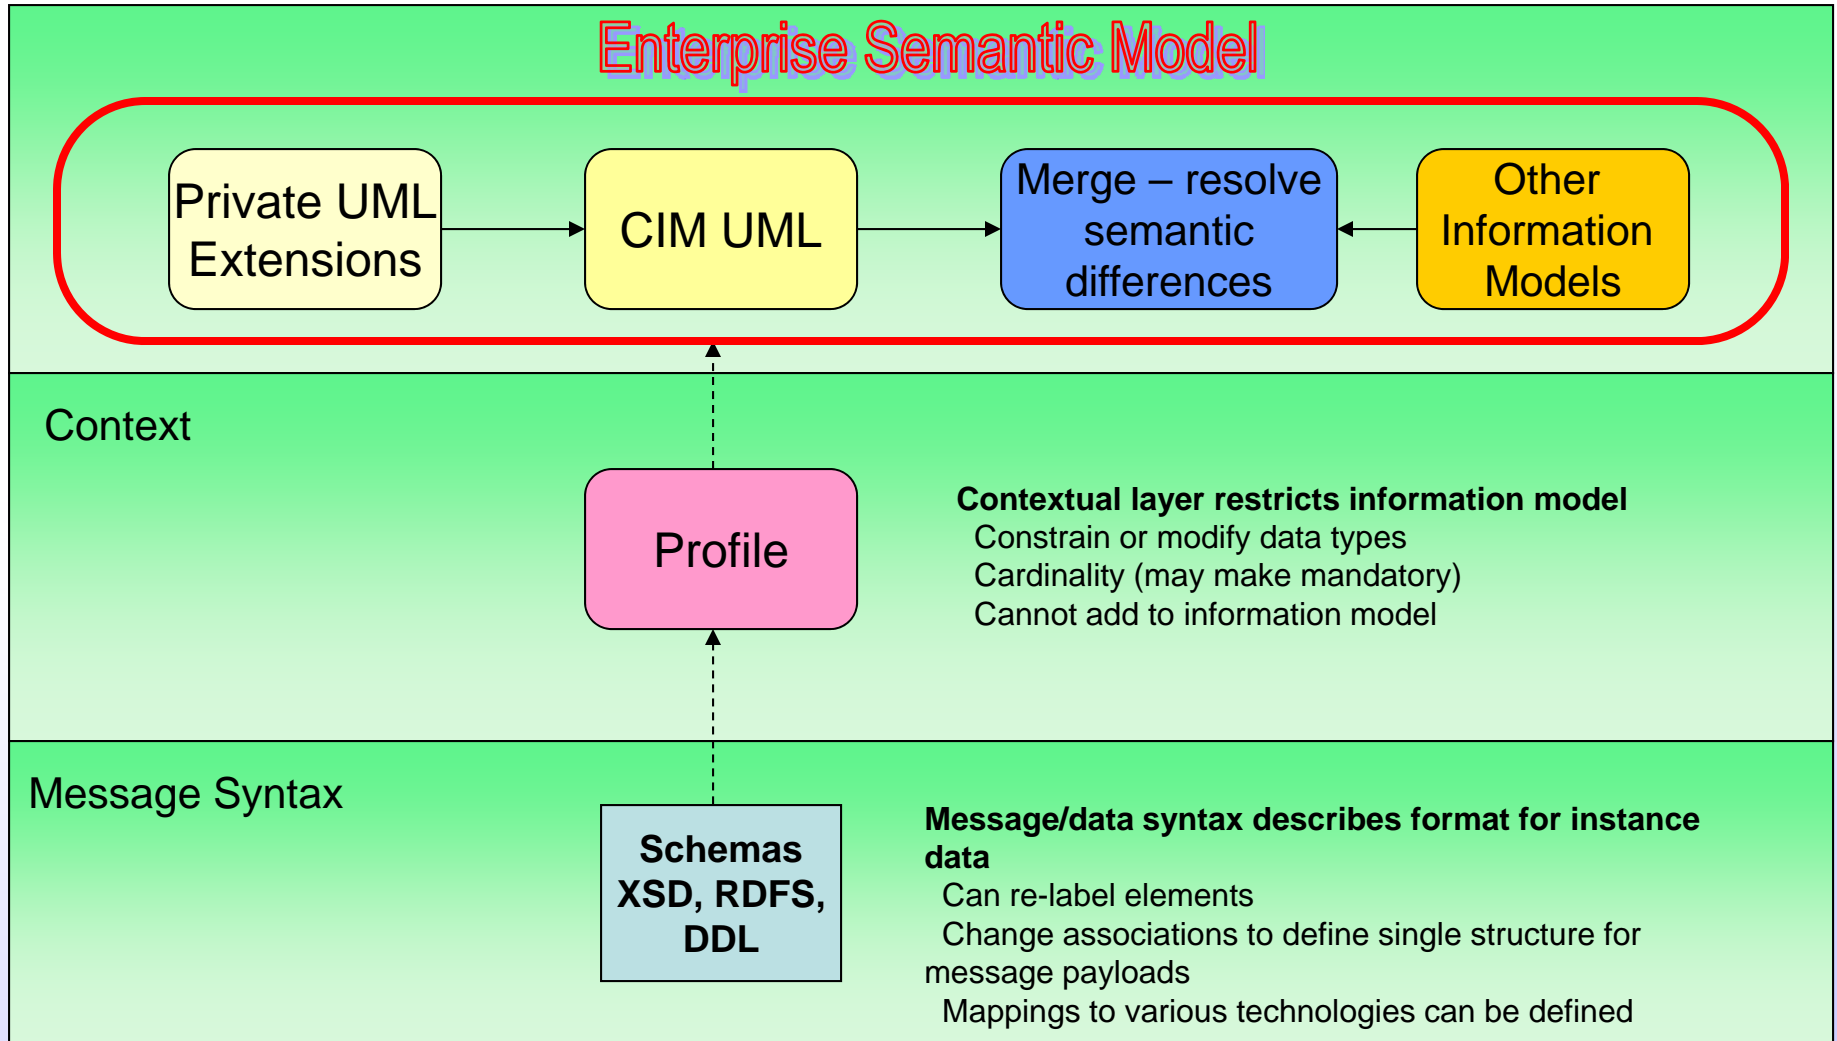 Enterprise Semantic Model
Private UML
Extensions
CIM UML
Merge – resolve
semantic
differences
Other
Information
Models
Context
Profile
Contextual layer restricts information model
Constrain or modify data types
Cardinality (may make mandatory)
Cannot add to information model
Message Syntax
Schemas
XSD, RDFS,
DDL
Message/data syntax describes format for instance
data
Can re-label elements
Change associations to define single structure for
message payloads
Mappings to various technologies can be defined